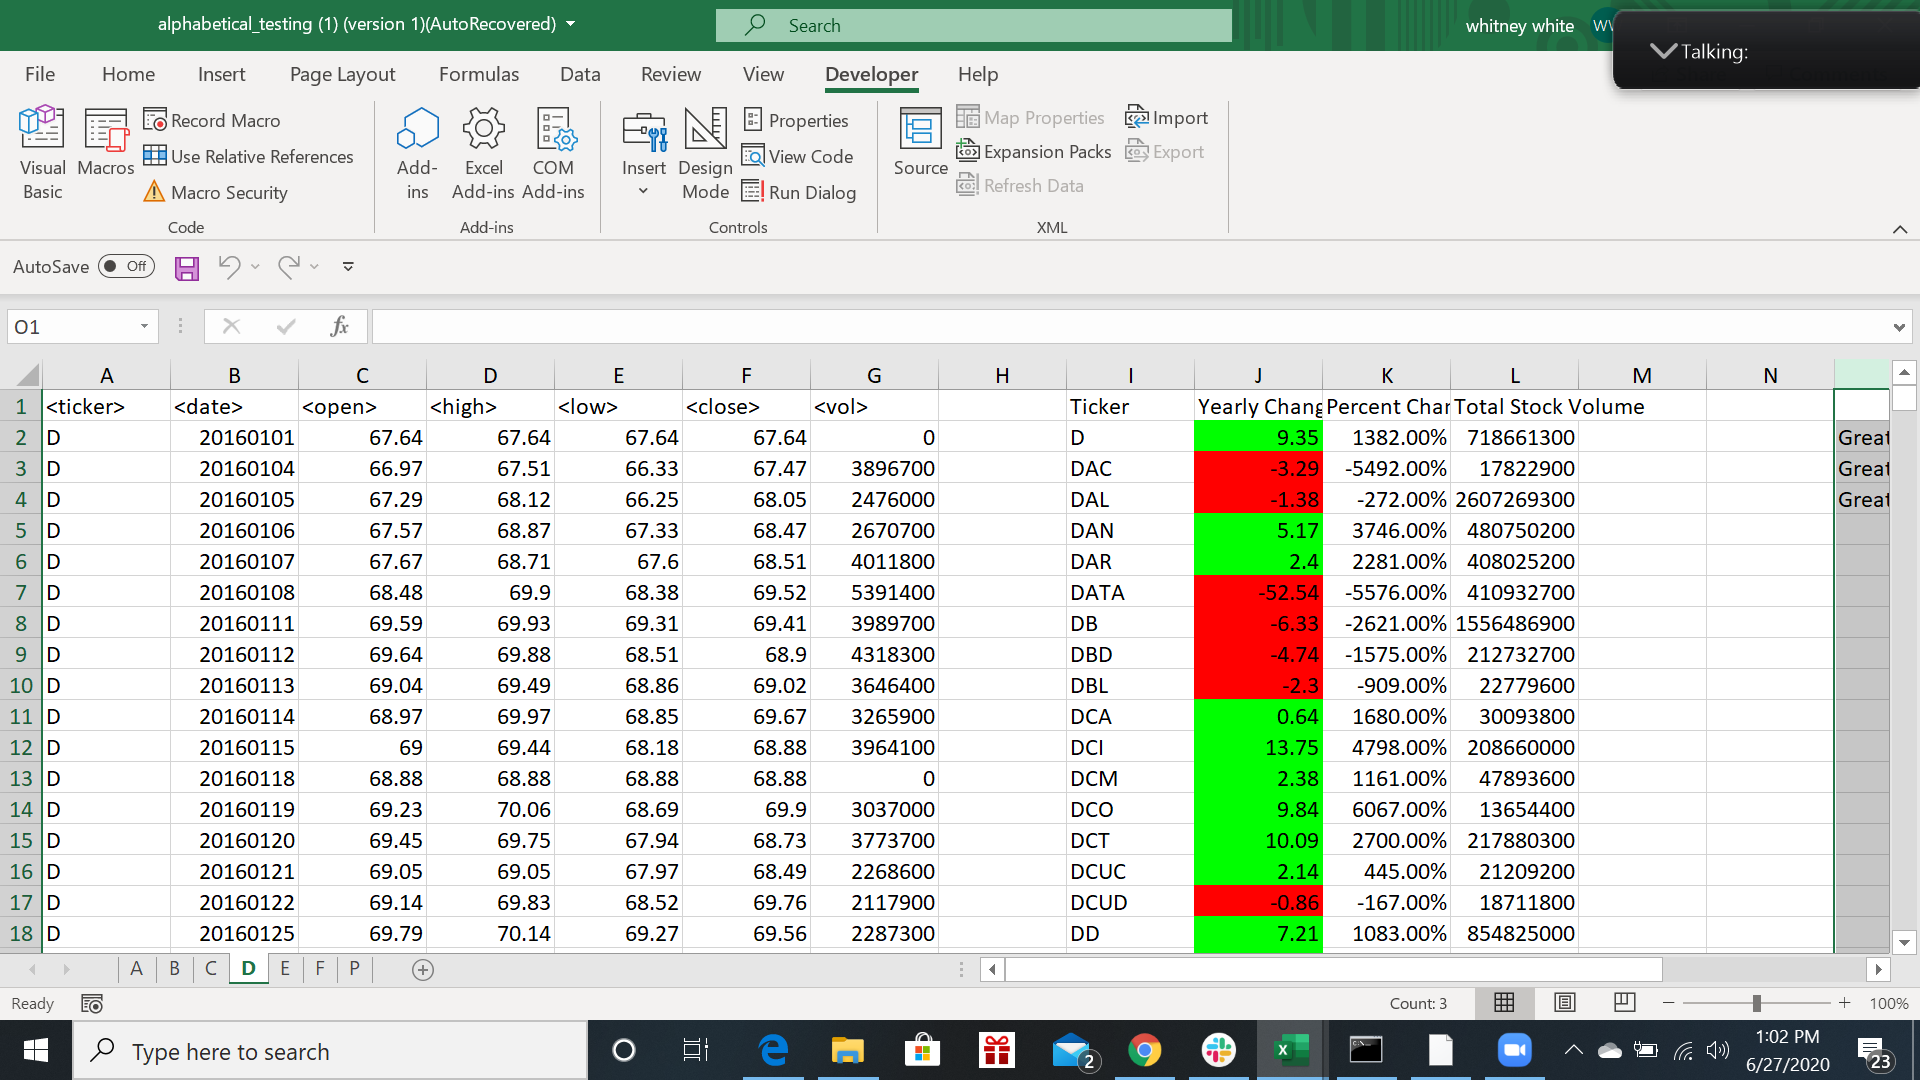 alphabetical_testing (1) (version 1)(AutoRecovered)
Search
whitney white
Talking:
File Home Insert Page Layout Formulas Data Review View Developer Help
Visual Basic
Macros
Record Macro
Use Relative References
Macro Security
Code
Add-ins
Excel Add-ins
COM Add-ins
Add-ins
Insert
Design Mode
Properties
View Code
Run Dialog
Controls
Source
Map Properties
Expansion Packs
Refresh Data
Import
Export
XML
AutoSave Off
O1
fx
A B C D E F G H I J K L M N
1 <ticker> <date> <open> <high> <low> <close> <vol> Ticker Yearly Chang Percent Char Total Stock Volume
2 D 20160101 67.64 67.64 67.64 67.64 0 D 9.35 1382.00% 718661300 Great
3 D 20160104 66.97 67.51 66.33 67.47 3896700 DAC -3.29 -5492.00% 17822900 Great
4 D 20160105 67.29 68.12 66.25 68.05 2476000 DAL -1.38 -272.00% 2607269300 Great
5 D 20160106 67.57 68.87 67.33 68.47 2670700 DAN 5.17 3746.00% 480750200
6 D 20160107 67.67 68.71 67.6 68.51 4011800 DAR 2.4 2281.00% 408025200
7 D 20160108 68.48 69.9 68.38 69.52 5391400 DATA -52.54 -5576.00% 410932700
8 D 20160111 69.59 69.93 69.31 69.41 3989700 DB -6.33 -2621.00% 1556486900
9 D 20160112 69.64 69.88 68.51 68.9 4318300 DBD -4.74 -1575.00% 212732700
10 D 20160113 69.04 69.49 68.86 69.02 3646400 DBL -2.3 -909.00% 22779600
11 D 20160114 68.97 69.97 68.85 69.67 3265900 DCA 0.64 1680.00% 30093800
12 D 20160115 69 69.44 68.18 68.88 3964100 DCI 13.75 4798.00% 208660000
13 D 20160118 68.88 68.88 68.88 68.88 0 DCM 2.38 1161.00% 47893600
14 D 20160119 69.23 70.06 68.69 69.9 3037000 DCO 9.84 6067.00% 13654400
15 D 20160120 69.45 69.75 67.94 68.73 3773700 DCT 10.09 2700.00% 217880300
16 D 20160121 69.05 69.05 67.97 68.49 2268600 DCUC 2.14 445.00% 21209200
17 D 20160122 69.14 69.83 68.52 69.76 2117900 DCUD -0.86 -167.00% 18711800
18 D 20160125 69.79 70.14 69.27 69.56 2287300 DD 7.21 1083.00% 854825000
A B C D E F P
Ready
Count: 3
100%
Type here to search
2
1:02 PM
6/27/2020
23